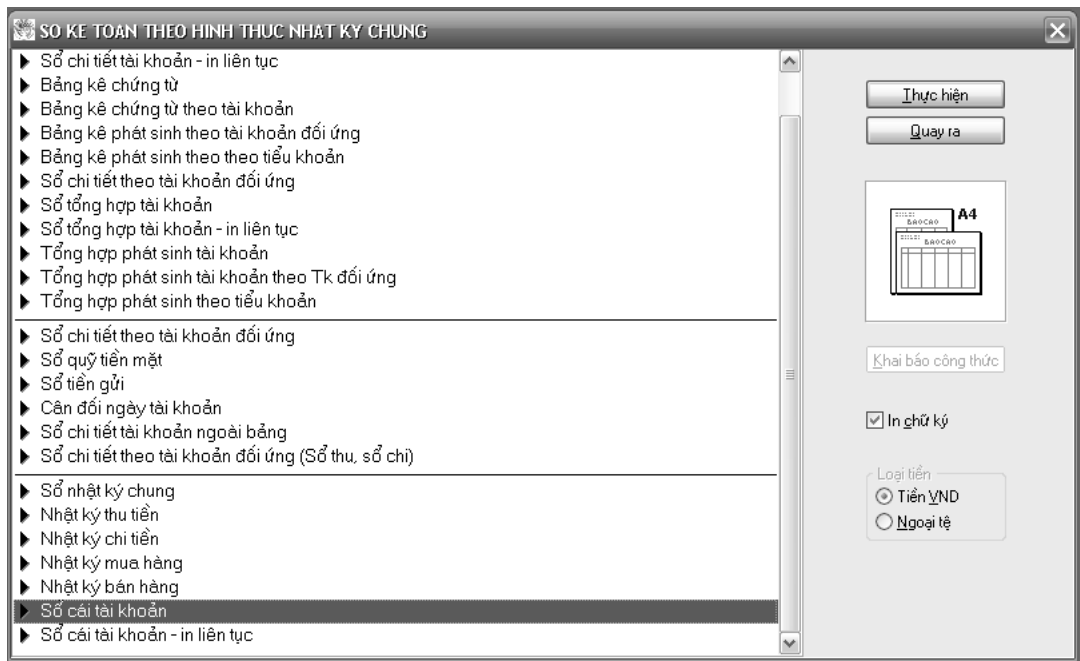 SO KE TOAN THEO HINH THUC NHAT KY CHUNG
Sổ chi tiết tài khoản - in liên tục
Bảng kê chứng từ
Bảng kê chứng từ theo tài khoản
Bảng kê phát sinh theo tài khoản đối ứng
Bảng kê phát sinh theo theo tiểu khoản
Sổ chi tiết theo tài khoản đối ứng
Sổ tổng hợp tài khoản
Sổ tổng hợp tài khoản - in liên tục
Tổng hợp phát sinh tài khoản
Tổng hợp phát sinh tài khoản theo Tk đối ứng
Tổng hợp phát sinh theo tiểu khoản
Sổ chi tiết theo tài khoản đối ứng
Sổ quỹ tiền mặt
Sổ tiền gửi
Cân đối ngày tài khoản
Sổ chi tiết tài khoản ngoài bảng
Sổ chi tiết theo tài khoản đối ứng (Sổ thu, sổ chi)
Sổ nhật ký chung
Nhật ký thu tiền
Nhật ký chi tiền
Nhật ký mua hàng
Nhật ký bán hàng
Sổ cái tài khoản
Sổ cái tài khoản - in liên tục
Thực hiện
Quay ra
A4
BAOCAO
BAOCAO
Khai báo công thức
In chữ ký
Loại tiền
Tiền VND
Ngoại tệ